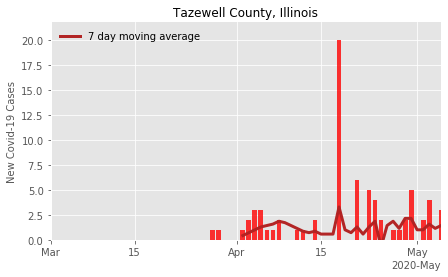 Tazewell County, Illinois
7 day moving average
New Covid-19 Cases
20.0
17.5
15.0
12.5
10.0
7.5
5.0
2.5
0.0
Mar
15
Apr
15
May
2020-May